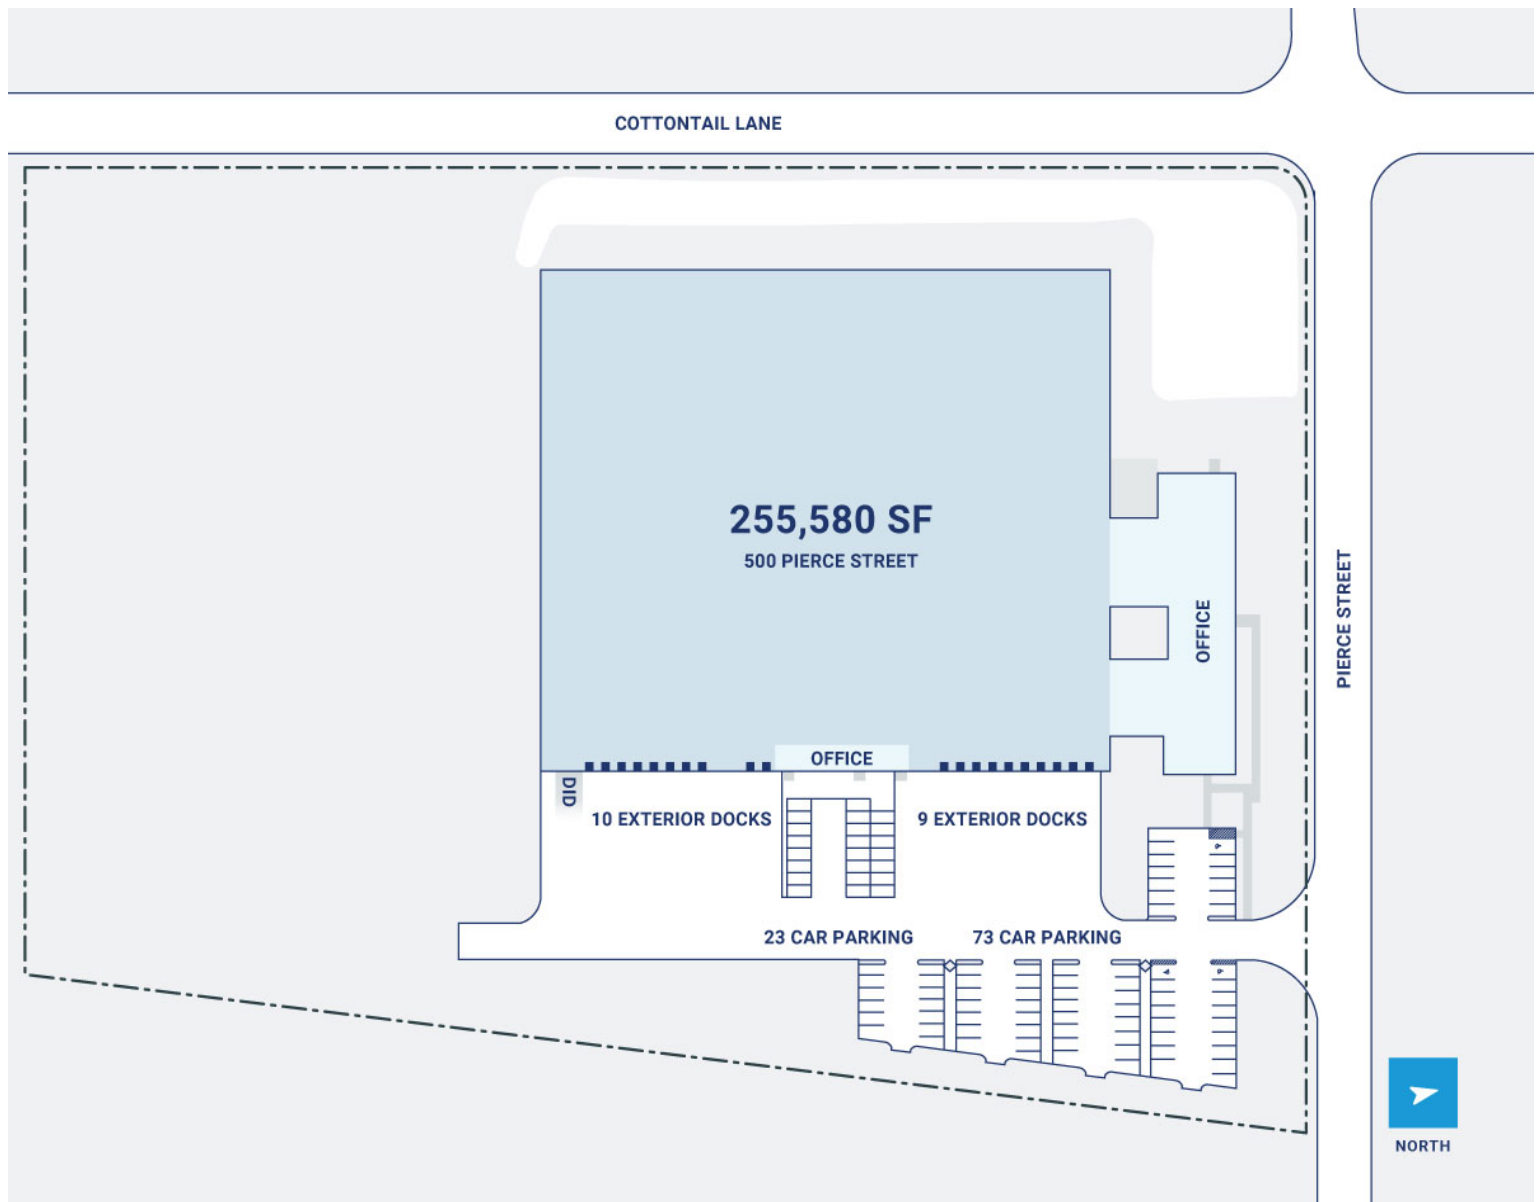 COTTONTAIL LANE
255,580 SF
500 PIERCE STREET
PIERCE STREET
OFFICE
OFFICE
DID
10 EXTERIOR DOCKS
9 EXTERIOR DOCKS
23 CAR PARKING
73 CAR PARKING
NORTH